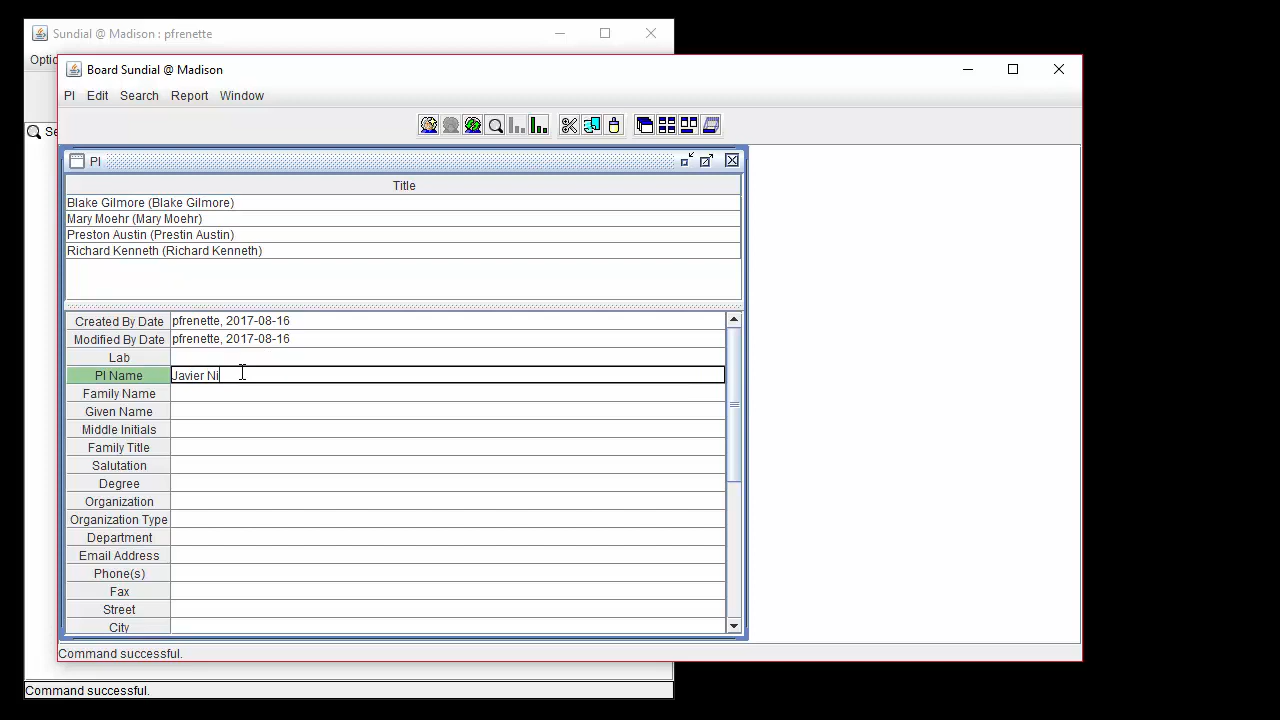 Sundial @ Madison : pfrenette
Optic
Board Sundial @ Madison
PI Edit Search Report Window
Se
PI
Title
Blake Gilmore (Blake Gilmore)
Mary Moehr (Mary Moehr)
Preston Austin (Prestin Austin)
Richard Kenneth (Richard Kenneth)
Created By Date pfrenette, 2017-08-16
Modified By Date pfrenette, 2017-08-16
Lab
PI Name Javier Ni
Family Name
Given Name
Middle Initials
Family Title
Salutation
Degree
Organization
Organization Type
Department
Email Address
Phone(s)
Fax
Street
City
Command successful.
Command successful.